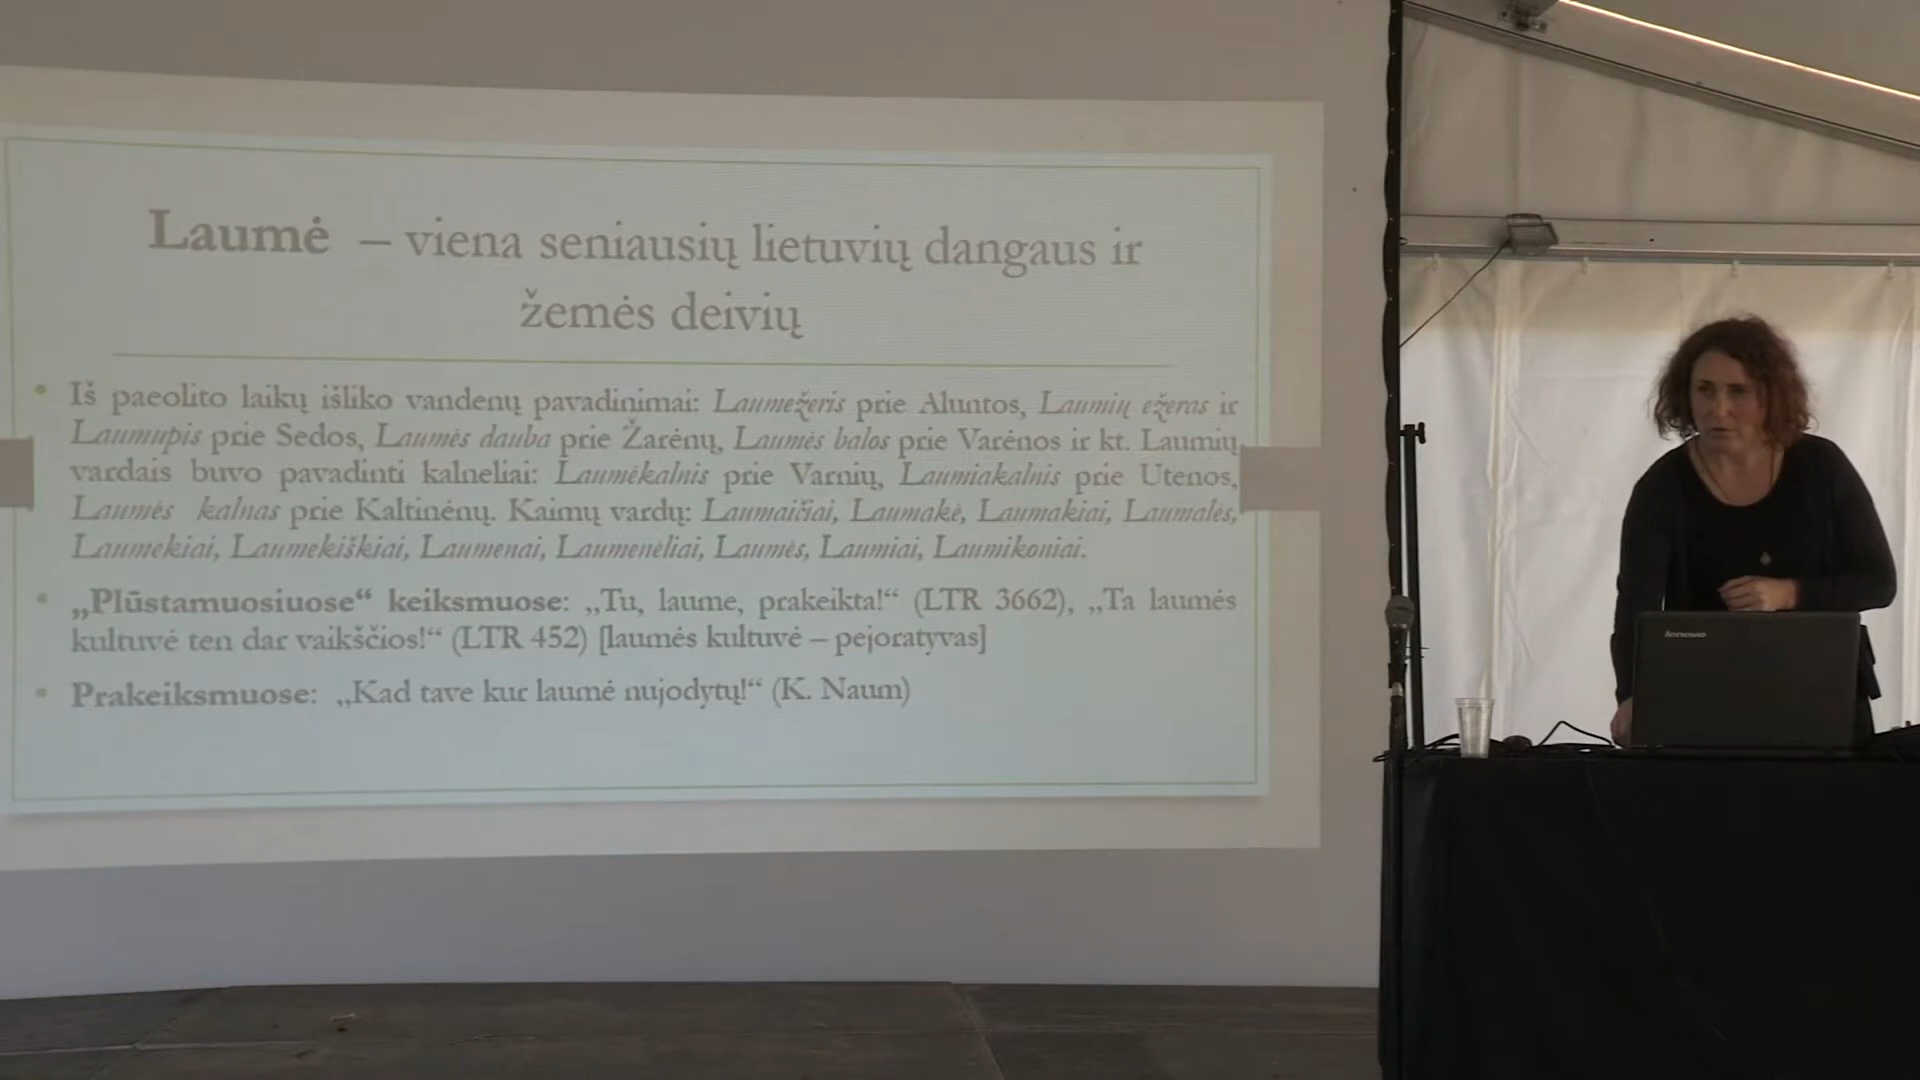 Laumė – viena seniausių lietuvių dangaus ir
žemės deivių
• Iš paeolito laikų išliko vandenų pavadinimai: Laumežeris prie Aluntos, Laumių ežeras ir
Laumupis prie Sedos, Laumės dauba prie Žarėnų, Laumės balos prie Varėnos ir kt. Laumių
vardais buvo pavadinti kalneliai: Laumėkalnis prie Varnių, Laumiakalnis prie Utenos,
Laumės kalnas prie Kaltinėnų. Kaimų vardų: Laumaičiai, Laumakė, Laumakiai, Laumalės,
Laumekiai, Laumekiškiai, Laumenai, Laumenėliai, Laumės, Laumiai, Laumikoniai.
• „Plūstamuosiuose“ keiksmuose: „Tu, laume, prakeikta!“ (LTR 3662), „Ta laumės
kultuvė ten dar vaikščios!“ (LTR 452) [laumės kultuvė – pejoratyvas]
• Prakeiksmuose: „Kad tave kur laumė nujodytų!“ (K. Naum)
lenovo